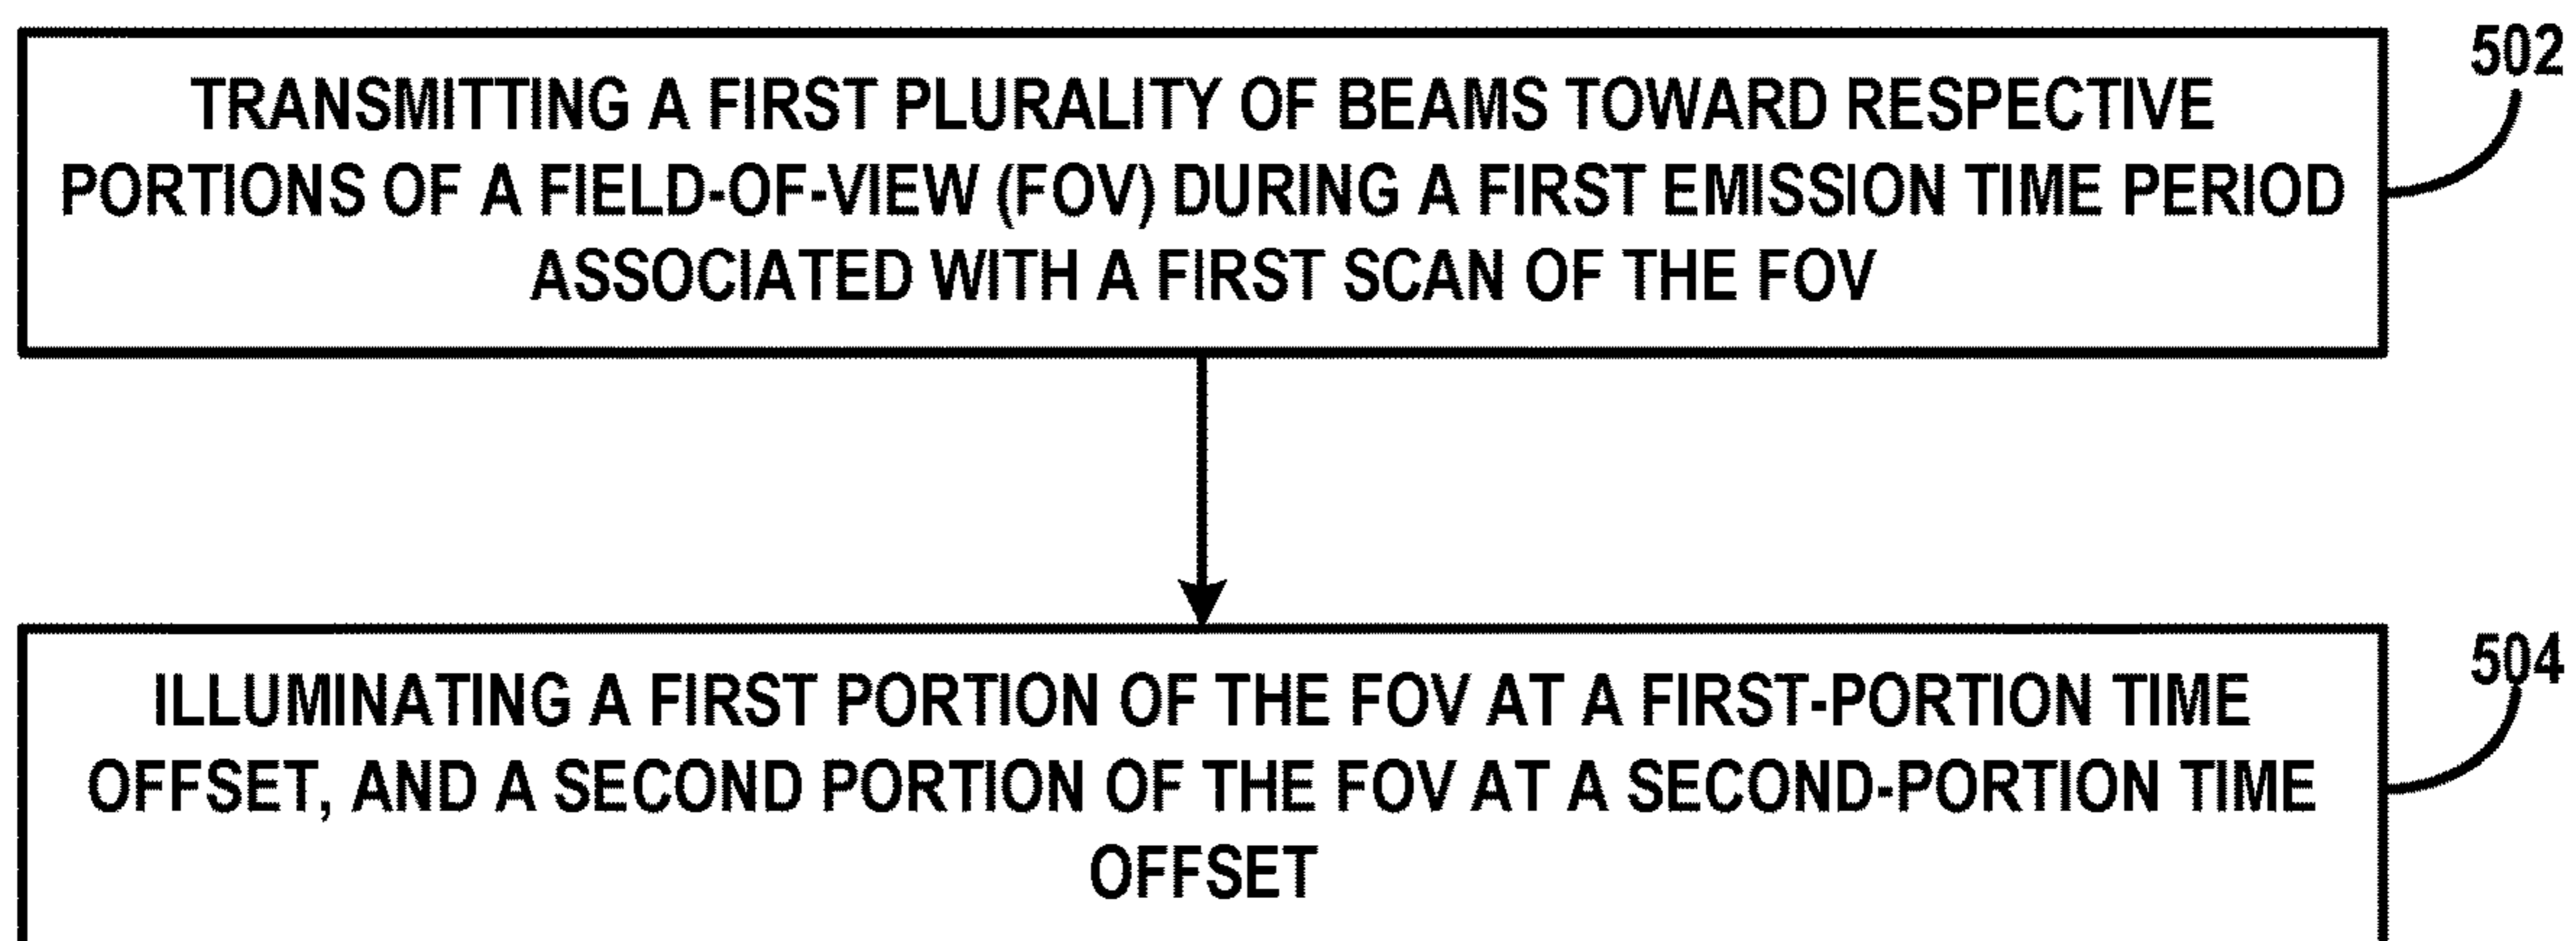 502
TRANSMITTING A FIRST PLURALITY OF BEAMS TOWARD RESPECTIVE
PORTIONS OF A FIELD-OF-VIEW (FOV) DURING A FIRST EMISSION TIME PERIOD
ASSOCIATED WITH A FIRST SCAN OF THE FOV
504
ILLUMINATING A FIRST PORTION OF THE FOV AT A FIRST-PORTION TIME
OFFSET, AND A SECOND PORTION OF THE FOV AT A SECOND-PORTION TIME
OFFSET